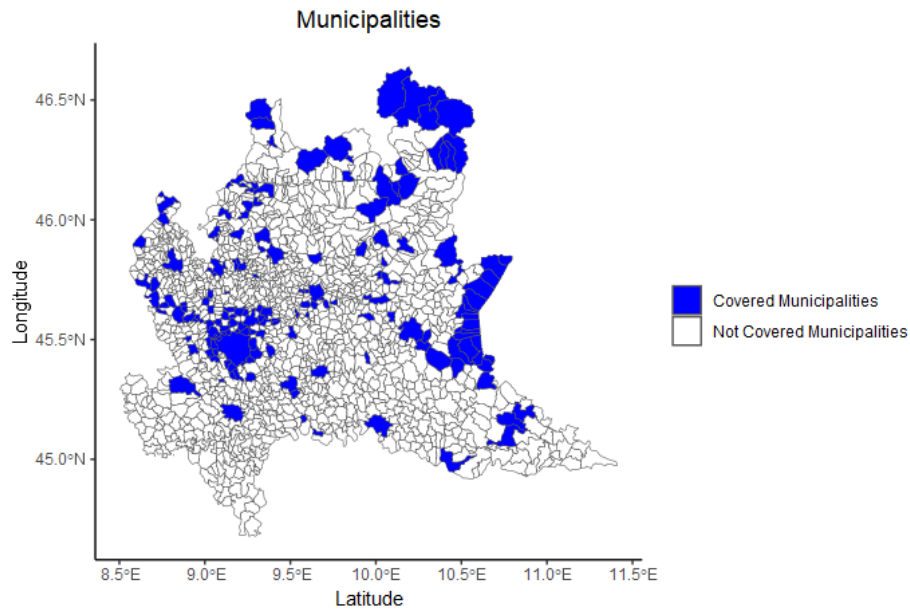 Municipalities
46.5°N
46.0°N
45.5°N
45.0°N
Longitude
8.5°E 9.0°E 9.5°E 10.0°E 10.5°E 11.0°E 11.5°E
Latitude
Covered Municipalities
Not Covered Municipalities